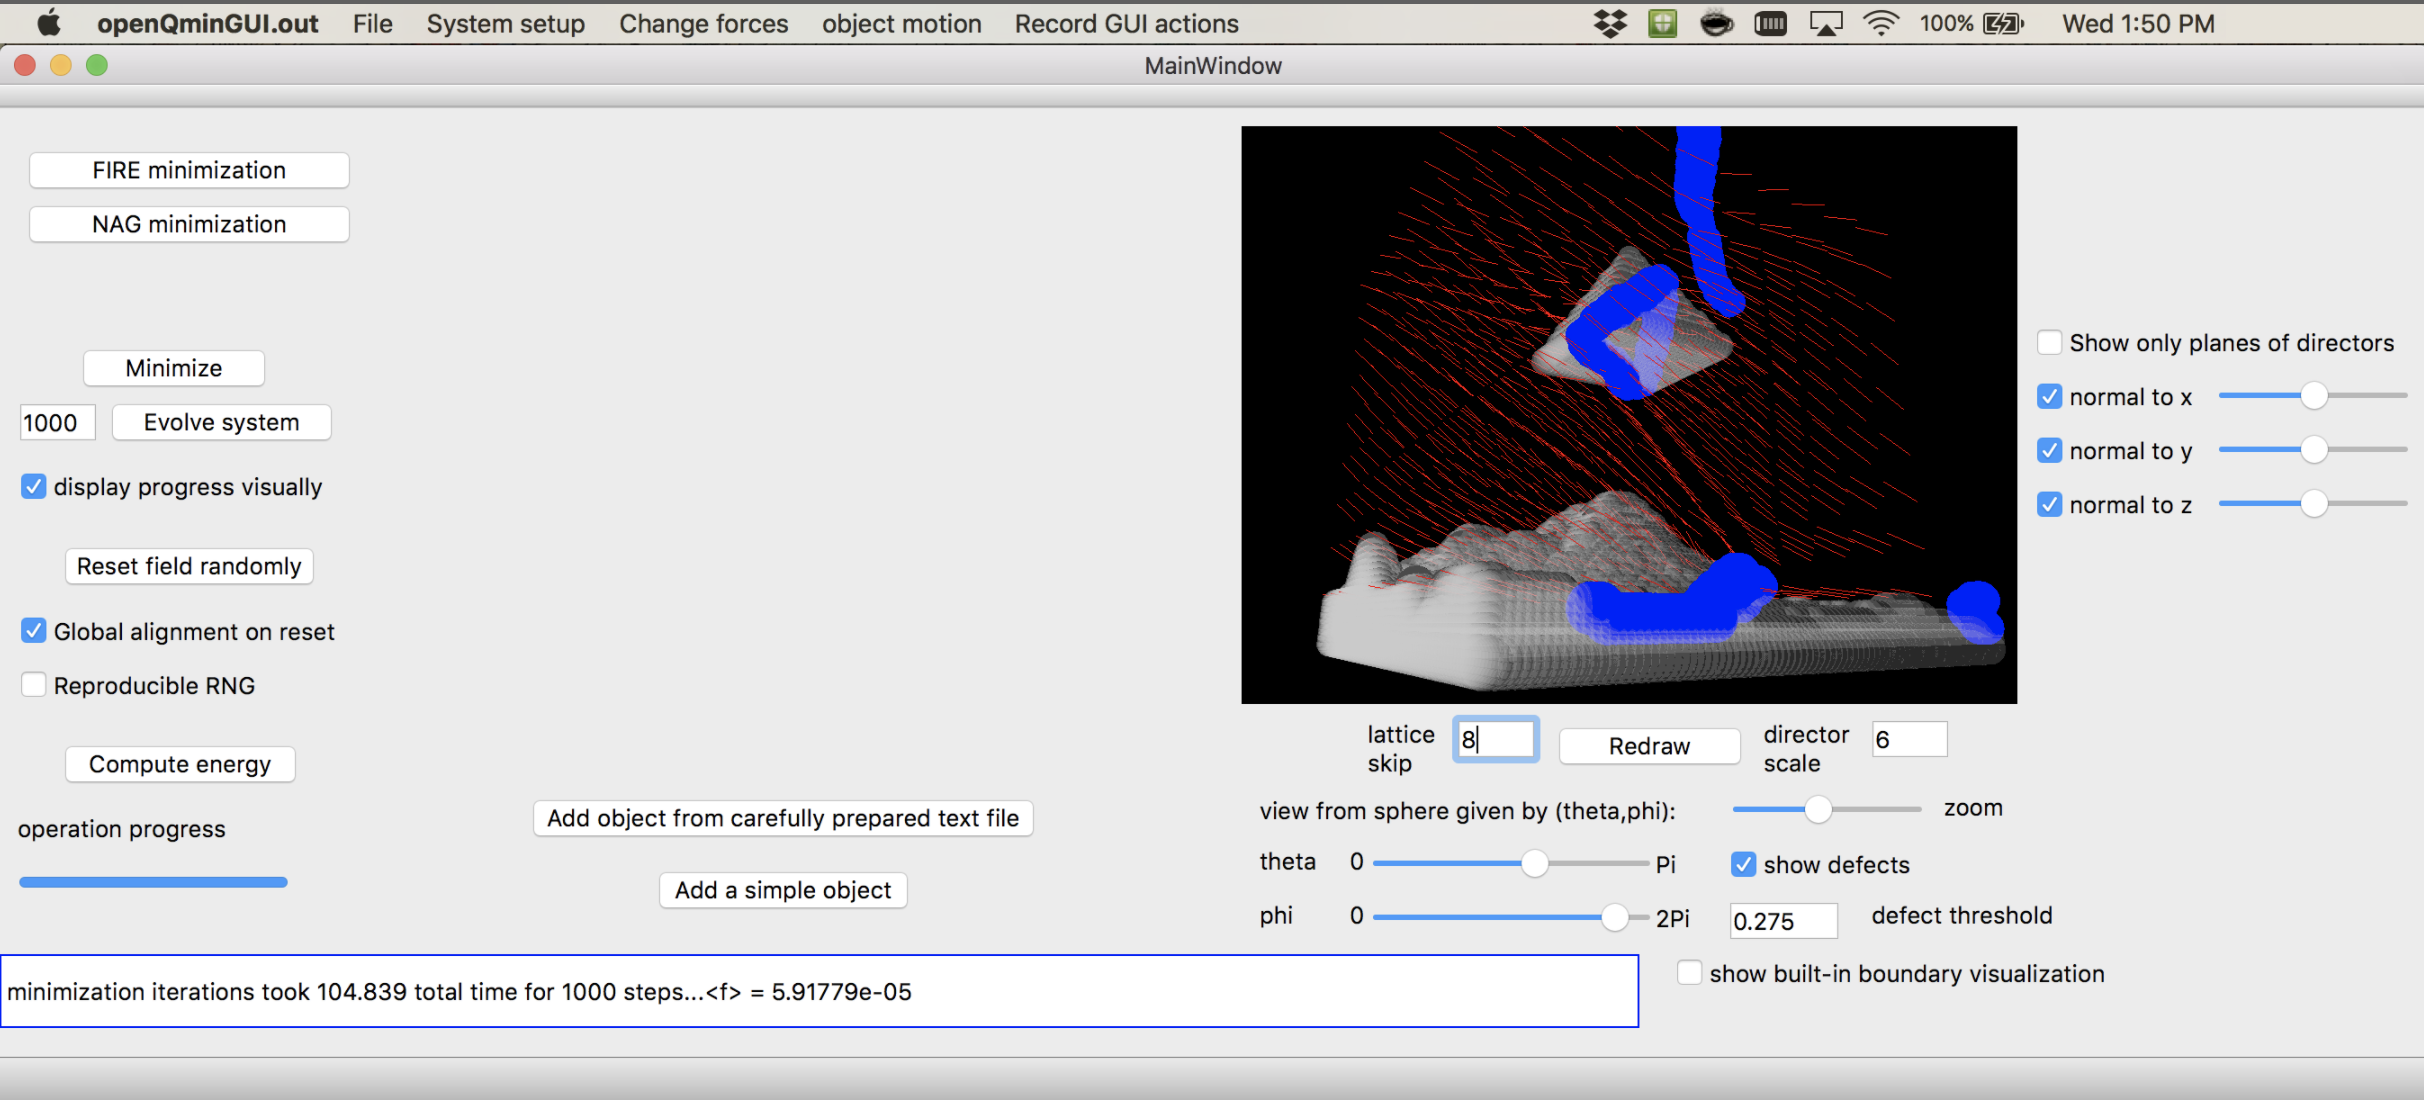 openQminGUI.out File System setup Change forces object motion Record GUI actions 100% Wed 1:50 PM
MainWindow
FIRE minimization
NAG minimization
Minimize
1000 Evolve system
display progress visually
Reset field randomly
Global alignment on reset
Reproducible RNG
Compute energy
operation progress
Add object from carefully prepared text file
Add a simple object
Show only planes of directors
normal to x
normal to y
normal to z
lattice
skip
8
Redraw
director
scale
6
view from sphere given by (theta,phi):
zoom
theta 0 Pi
show defects
phi 0 2Pi
0.275 defect threshold
show built-in boundary visualization
minimization iterations took 104.839 total time for 1000 steps...<f> = 5.91779e-05